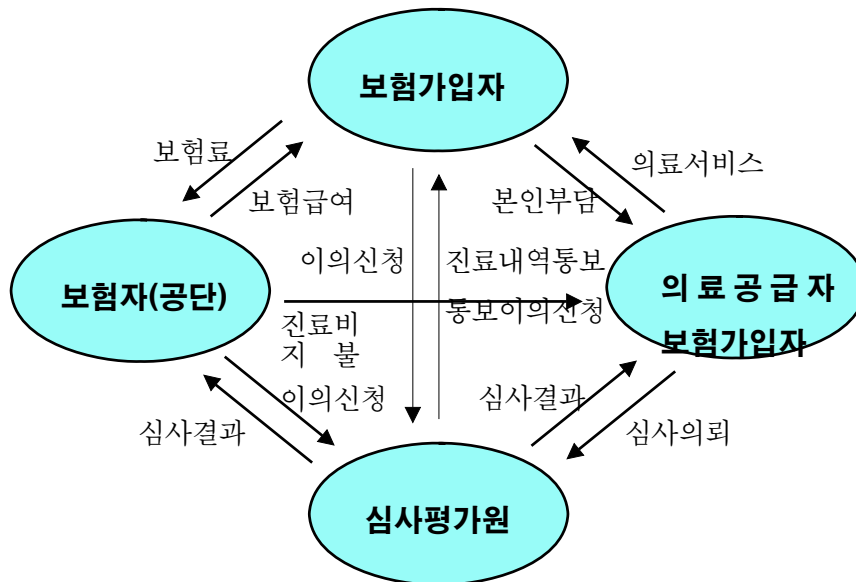 보험가입자
보험료
의료서비스
보험급여
본인부담
이의신청
진료내역통보
보험자(공단)
의 료 공 급 자
보험가입자
통보이의신청
진료비
지 불
이의신청
심사결과
심사결과
심사의뢰
심사평가원